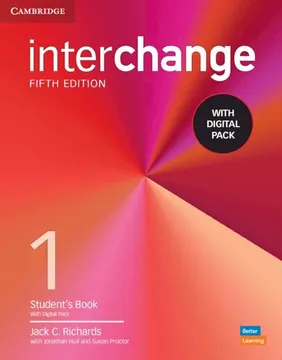 CAMBRIDGE
interchange
FIFTH EDITION
WITH
DIGITAL
PACK
1
Student's Book
With Digital Pack
Jack C. Richards
with Jonathan Hull and Susan Proctor
Better
Learning